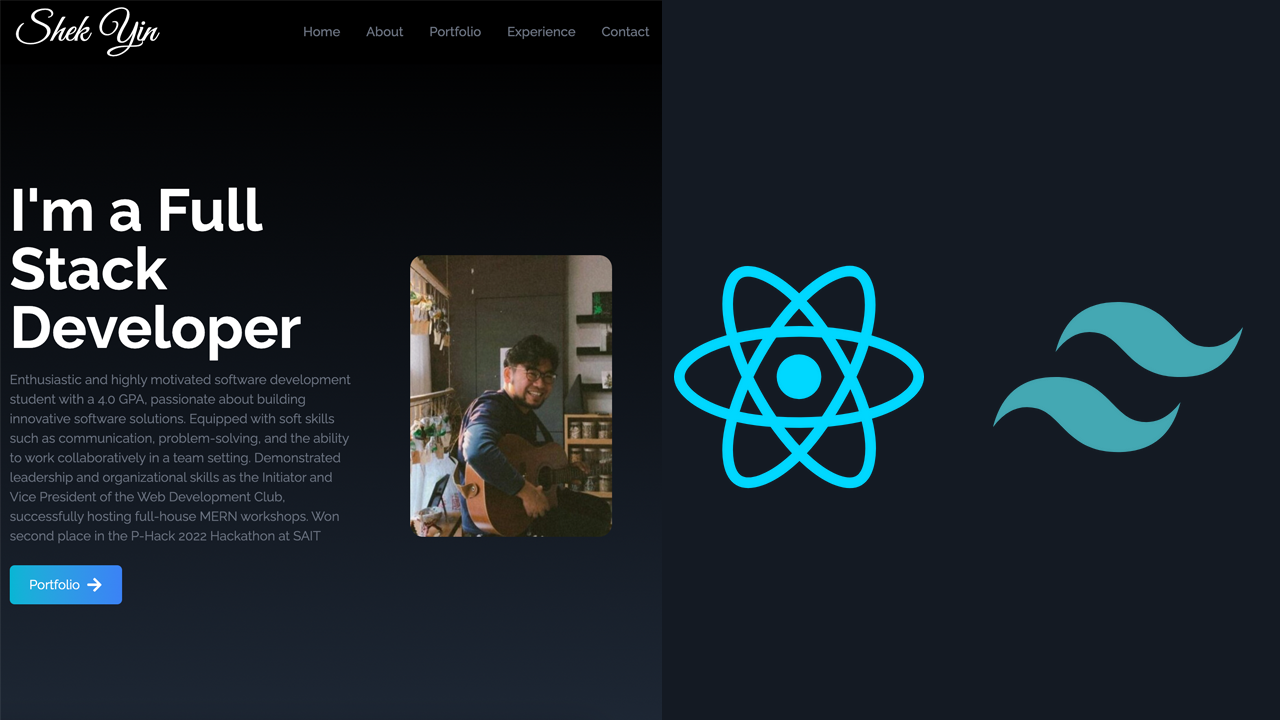 Shek Yin
Home About Portfolio Experience Contact
I'm a Full
Stack
Developer
Enthusiastic and highly motivated software development
student with a 4.0 GPA, passionate about building
innovative software solutions. Equipped with soft skills
such as communication, problem-solving, and the ability
to work collaboratively in a team setting. Demonstrated
leadership and organizational skills as the Initiator and
Vice President of the Web Development Club,
successfully hosting full-house MERN workshops. Won
second place in the P-Hack 2022 Hackathon at SAIT
Portfolio